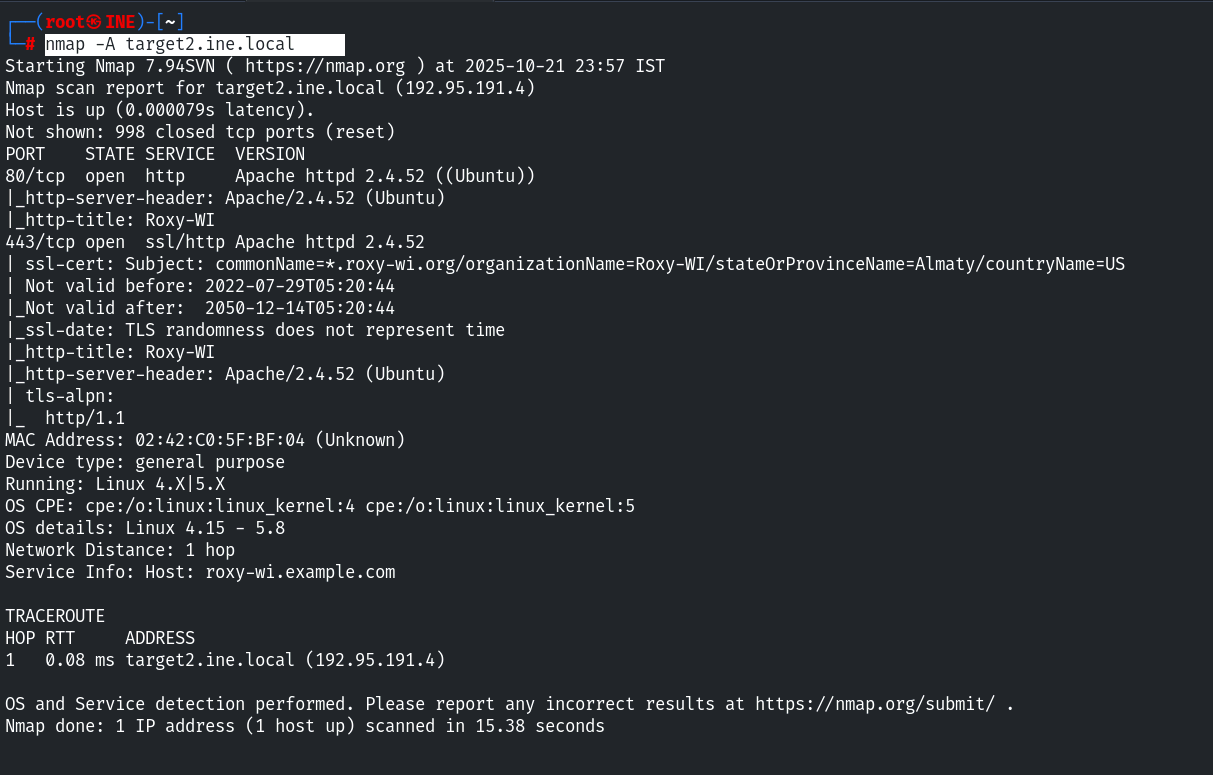 ┌──(root㉿INE)-[~]
└─# nmap -A target2.ine.local
Starting Nmap 7.94SVN ( https://nmap.org ) at 2025-10-21 23:57 IST
Nmap scan report for target2.ine.local (192.95.191.4)
Host is up (0.000079s latency).
Not shown: 998 closed tcp ports (reset)
PORT    STATE SERVICE  VERSION
80/tcp  open  http     Apache httpd 2.4.52 ((Ubuntu))
|_http-server-header: Apache/2.4.52 (Ubuntu)
|_http-title: Roxy-WI
443/tcp open  ssl/http Apache httpd 2.4.52
| ssl-cert: Subject: commonName=*.roxy-wi.org/organizationName=Roxy-WI/stateOrProvinceName=Almaty/countryName=US
| Not valid before: 2022-07-29T05:20:44
|_Not valid after:  2050-12-14T05:20:44
|_ssl-date: TLS randomness does not represent time
|_http-title: Roxy-WI
|_http-server-header: Apache/2.4.52 (Ubuntu)
| tls-alpn:
|_  http/1.1
MAC Address: 02:42:C0:5F:BF:04 (Unknown)
Device type: general purpose
Running: Linux 4.X|5.X
OS CPE: cpe:/o:linux:linux_kernel:4 cpe:/o:linux:linux_kernel:5
OS details: Linux 4.15 - 5.8
Network Distance: 1 hop
Service Info: Host: roxy-wi.example.com

TRACEROUTE
HOP RTT     ADDRESS
1   0.08 ms target2.ine.local (192.95.191.4)

OS and Service detection performed. Please report any incorrect results at https://nmap.org/submit/ .
Nmap done: 1 IP address (1 host up) scanned in 15.38 seconds